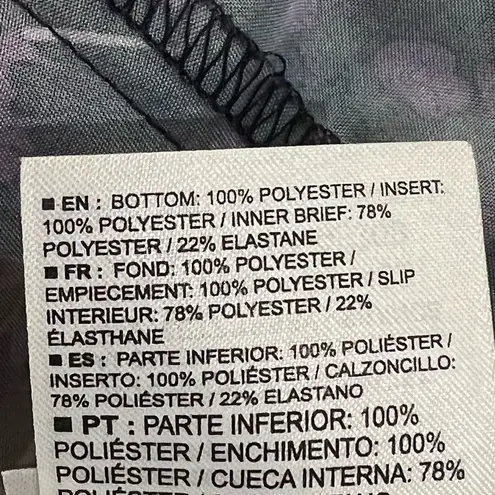 ■ EN : BOTTOM: 100% POLYESTER / INSERT:
100% POLYESTER / INNER BRIEF: 78%
POLYESTER / 22% ELASTANE
■ FR : FOND: 100% POLYESTER /
EMPIECEMENT: 100% POLYESTER / SLIP
INTERIEUR: 78% POLYESTER / 22%
ÉLASTHANE
■ ES : PARTE INFERIOR: 100% POLIÉSTER /
INSERTO: 100% POLIÉSTER / CALZONCILLO:
78% POLIÉSTER / 22% ELASTANO
■ PT : PARTE INFERIOR: 100%
POLIÉSTER / ENCHIMENTO: 100%
POLIÉSTER / CUECA INTERNA: 78%